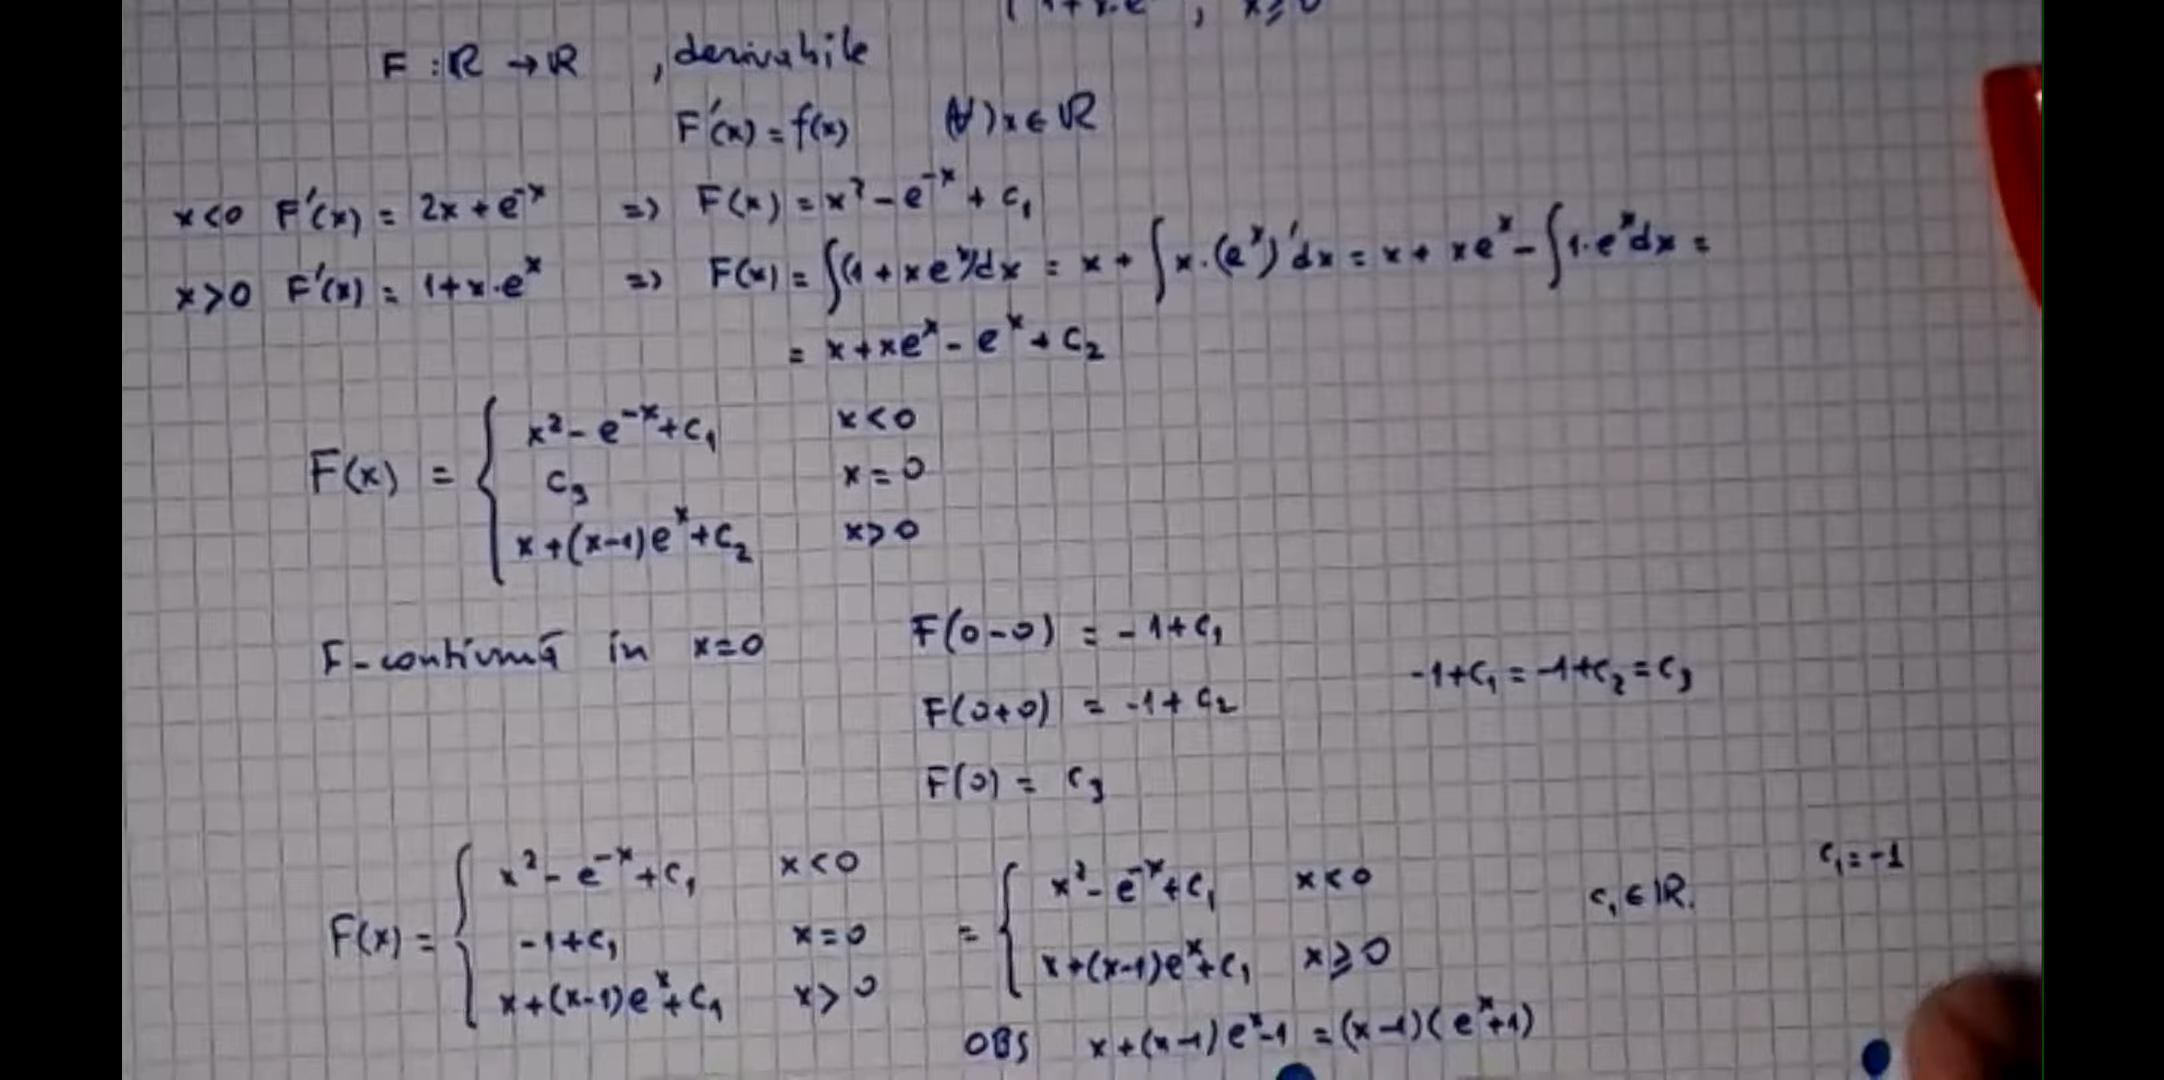 1+x·e , x≥0
F : ℝ → ℝ , derivabile
F'(x) = f(x) (∀) x ∈ ℝ
x<0 F'(x) = 2x + e^{-x} => F(x) = x² - e^{-x} + c₁
x>0 F'(x) = 1+x·e^x => F(x) = ∫(1 + xe^x)dx = x + ∫x·(e^x)'dx = x + xe^x - ∫1·e^x dx =
= x + xe^x - e^x + c₂
F(x) = { x² - e^{-x} + c₁ x<0
c₃ x=0
x+(x-1)e^x + c₂ x>0
F-continuă în x=0 F(0-0) = -1+c₁
-1+c₁ = -1+c₂ = c₃
F(0+0) = -1+c₂
F(0) = c₃
F(x) = { x² - e^{-x} + c₁ x<0 = { x² - e^{-x} + c₁ x<0 c₁ ∈ ℝ. c₁ = -1
-1+c₁ x=0
x+(x-1)e^x + c₁ x>0 x+(x-1)e^x + c₁ x≥0
OBS x+(x-1)e^x-1 = (x-1)(e^x+1)